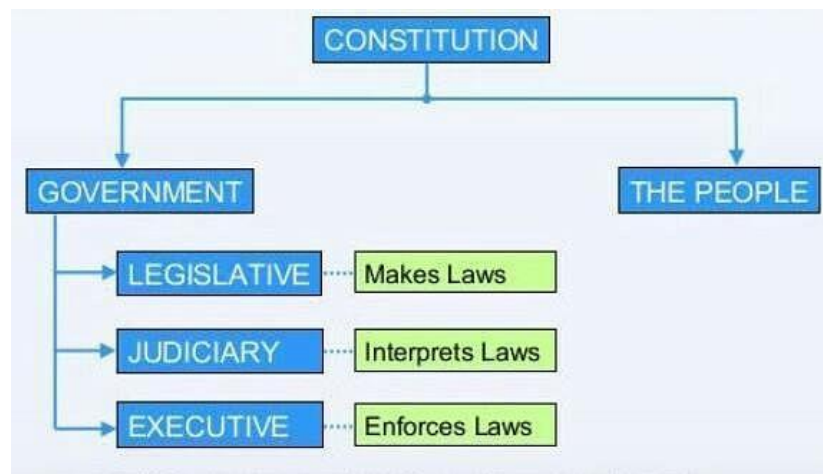 CONSTITUTION
GOVERNMENT
THE PEOPLE
LEGISLATIVE
Makes Laws
JUDICIARY
Interprets Laws
EXECUTIVE
Enforces Laws